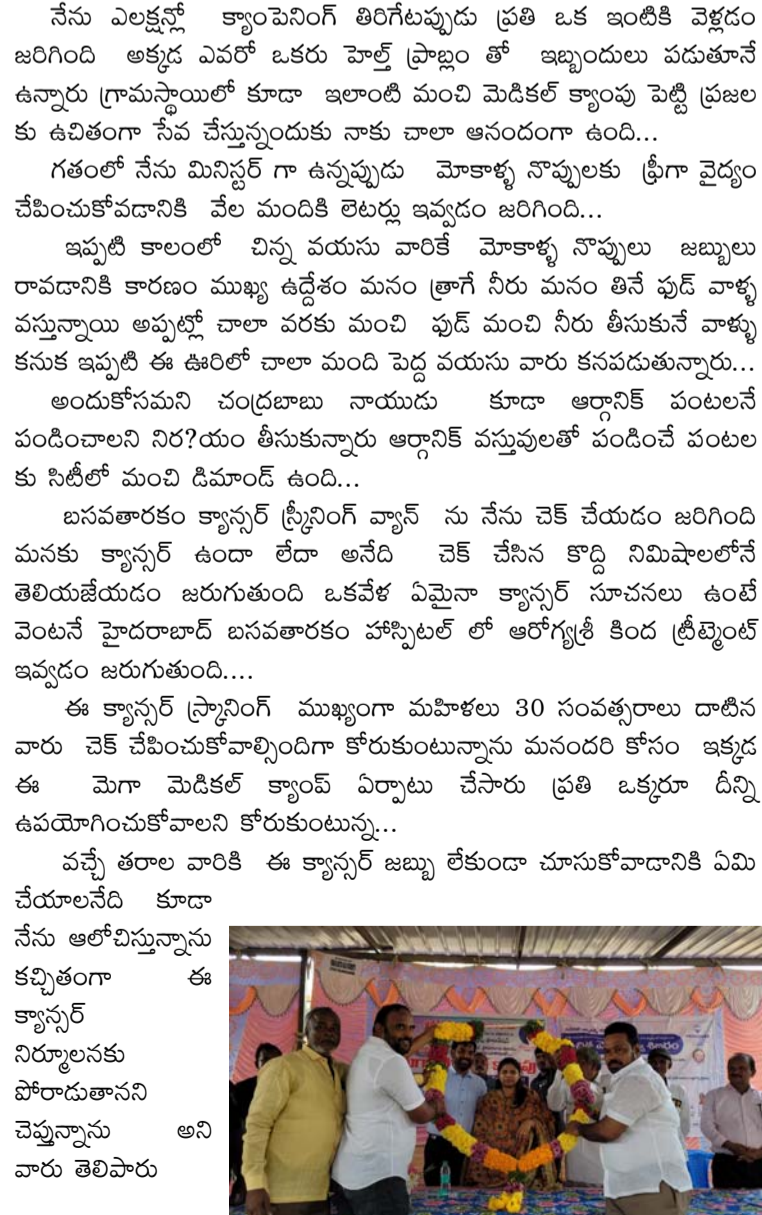 నేను ఎలక్షన్లో క్యాంపెనింగ్ తిరిగేటప్పుడు ప్రతి ఒక ఇంటికి వెళ్లడం
జరిగింది అక్కడ ఎవరో ఒకరు హెల్త్ ప్రాబ్లం తో ఇబ్బందులు పడుతూనే
ఉన్నారు గ్రామస్థాయిలో కూడా ఇలాంటి మంచి మెడికల్ క్యాంపు పెట్టి ప్రజల
కు ఉచితంగా సేవ చేస్తున్నందుకు నాకు చాలా ఆనందంగా ఉంది...
గతంలో నేను మినిస్టర్ గా ఉన్నప్పుడు మోకాళ్ళ నొప్పులకు ఫ్రీగా వైద్యం
చేపించుకోవడానికి వేల మందికి లెటర్లు ఇవ్వడం జరిగింది...
ఇప్పటి కాలంలో చిన్న వయసు వారికే మోకాళ్ళ నొప్పులు జబ్బులు
రావడానికి కారణం ముఖ్య ఉద్దేశం మనం త్రాగే నీరు మనం తినే ఫుడ్ వాళ్ళ
వస్తున్నాయి అప్పట్లో చాలా వరకు మంచి ఫుడ్ మంచి నీరు తీసుకునే వాళ్ళు
కనుక ఇప్పటి ఈ ఊరిలో చాలా మంది పెద్ద వయసు వారు కనపడుతున్నారు...
అందుకోసమని చంద్రబాబు నాయుడు కూడా ఆర్గానిక్ పంటలనే
పండించాలని నిర?యం తీసుకున్నారు ఆర్గానిక్ వస్తువులతో పండించే పంటల
కు సిటీలో మంచి డిమాండ్ ఉంది...
బసవతారకం క్యాన్సర్ స్క్రీనింగ్ వ్యాన్ ను నేను చెక్ చేయడం జరిగింది
మనకు క్యాన్సర్ ఉందా లేదా అనేది చెక్ చేసిన కొద్ది నిమిషాలలోనే
తెలియజేయడం జరుగుతుంది ఒకవేళ ఏమైనా క్యాన్సర్ సూచనలు ఉంటే
వెంటనే హైదరాబాద్ బసవతారకం హాస్పిటల్ లో ఆరోగ్యశ్రీ కింద ట్రీట్మెంట్
ఇవ్వడం జరుగుతుంది....
ఈ క్యాన్సర్ స్క్రానింగ్ ముఖ్యంగా మహిళలు 30 సంవత్సరాలు దాటిన
వారు చెక్ చేపించుకోవాల్సిందిగా కోరుకుంటున్నాను మనందరి కోసం ఇక్కడ
ఈ మెగా మెడికల్ క్యాంప్ ఏర్పాటు చేసారు ప్రతి ఒక్కరూ దీన్ని
ఉపయోగించుకోవాలని కోరుకుంటున్న...
వచ్చే తరాల వారికి ఈ క్యాన్సర్ జబ్బు లేకుండా చూసుకోవాడానికి ఏమి
చేయాలనేది కూడా
నేను ఆలోచిస్తున్నాను
కచ్చితంగా ఈ
క్యాన్సర్
నిర్మూలనకు
పోరాడుతానని
చెప్తున్నాను అని
వారు తెలిపారు